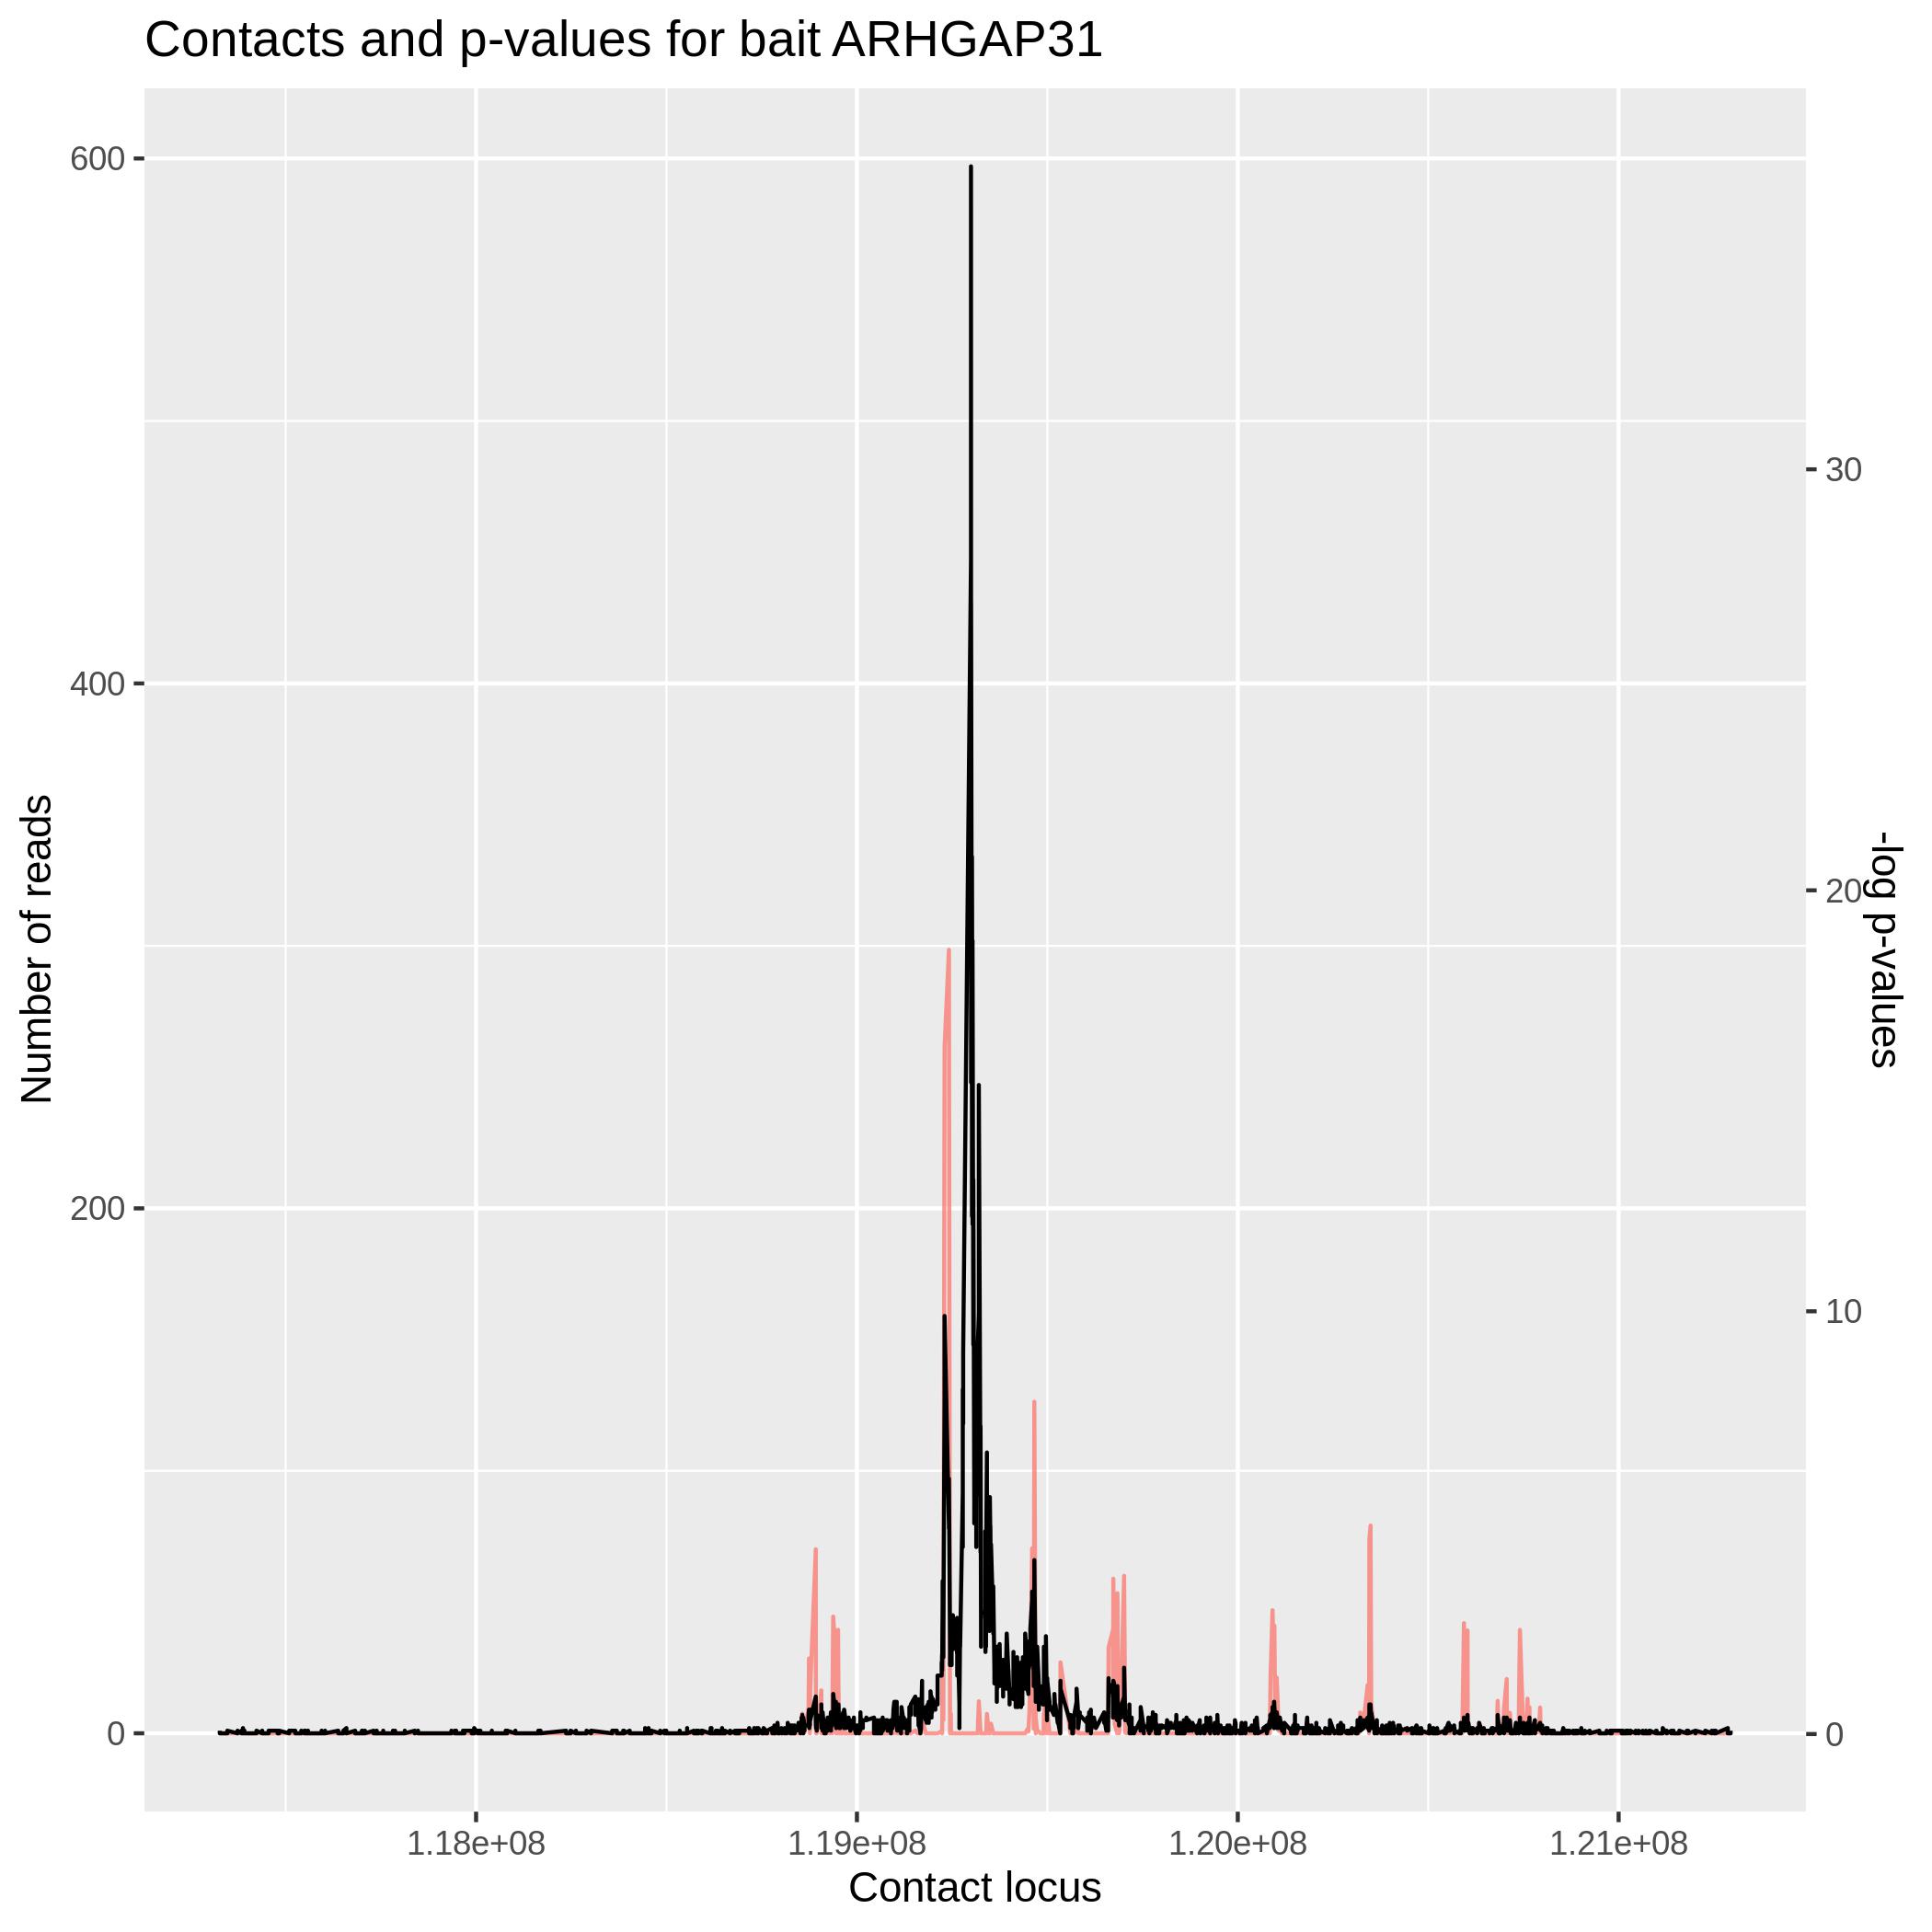 Contacts and p-values for bait ARHGAP31
600
400
200
0
Number of reads
30
20
10
0
-log p-values
1.18e+08
1.19e+08
1.20e+08
1.21e+08
Contact locus